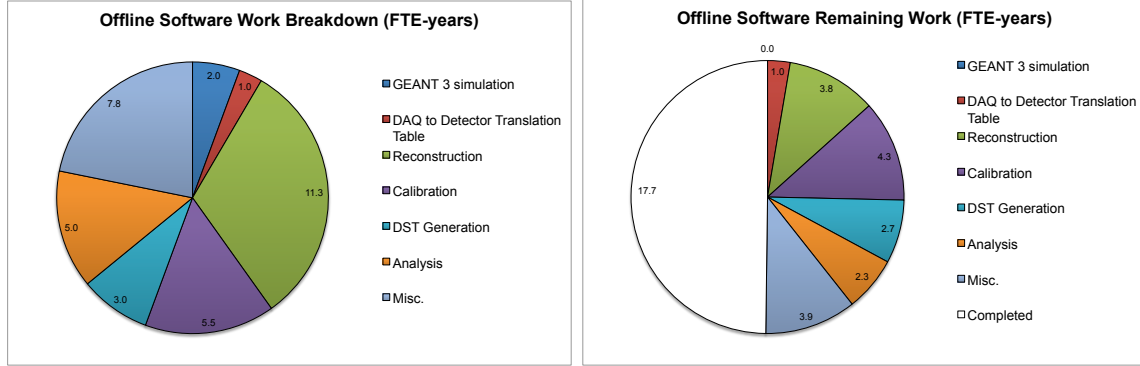 Offline Software Work Breakdown (FTE-years)
2.0
1.0
11.3
5.5
3.0
5.0
7.8
GEANT 3 simulation
DAQ to Detector Translation
Table
Reconstruction
Calibration
DST Generation
Analysis
Misc.
Offline Software Remaining Work (FTE-years)
0.0
1.0
3.8
4.3
2.7
2.3
3.9
17.7
GEANT 3 simulation
DAQ to Detector Translation
Table
Reconstruction
Calibration
DST Generation
Analysis
Misc.
Completed